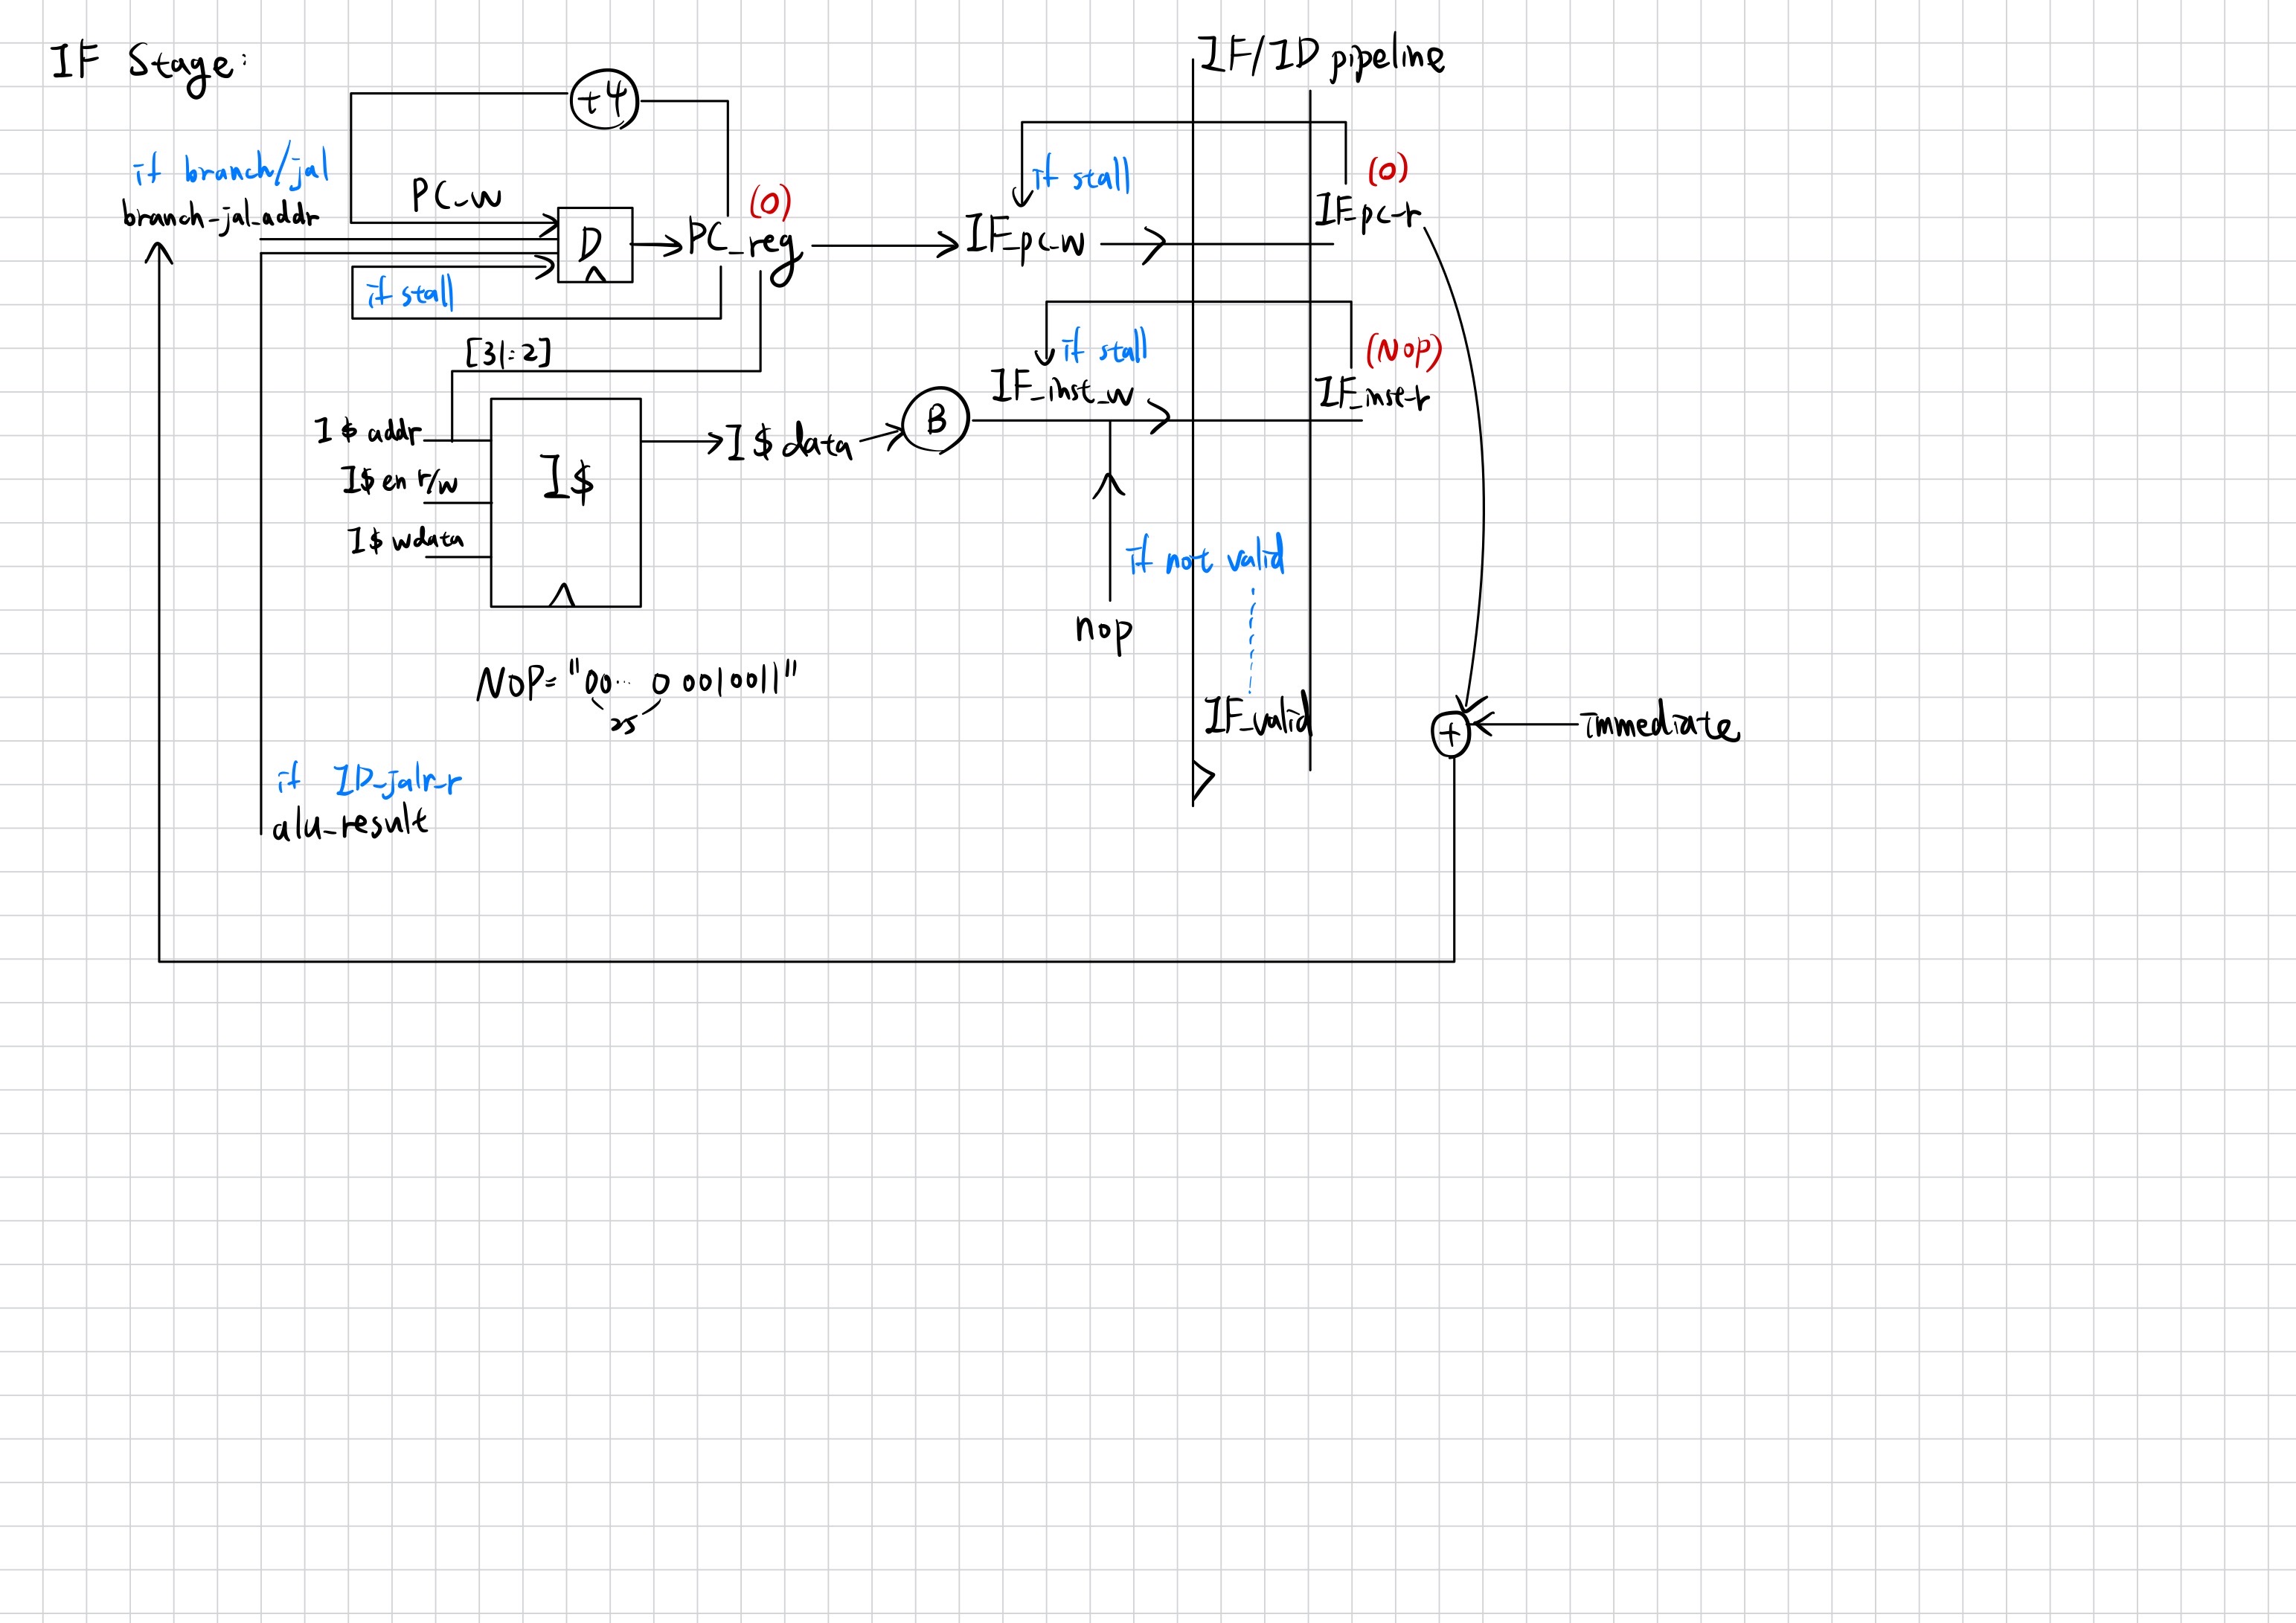 IF Stage:
IF/ID pipeline
+4
if branch/jal
branch_jal_addr
PC_w
D
PC_reg
(0)
if stall
IF_pc_w
if stall
(0)
IF_pc_r
[31:2]
if stall
IF_inst_w
(NOP)
IF_inst_r
I$ addr
I$ en r/w
I$ wdata
I$
I$ data
B
if not valid
nop
NOP="00... 0 0010011"
25
IF_valid
+
immediate
if ID_jalr_r
alu_result